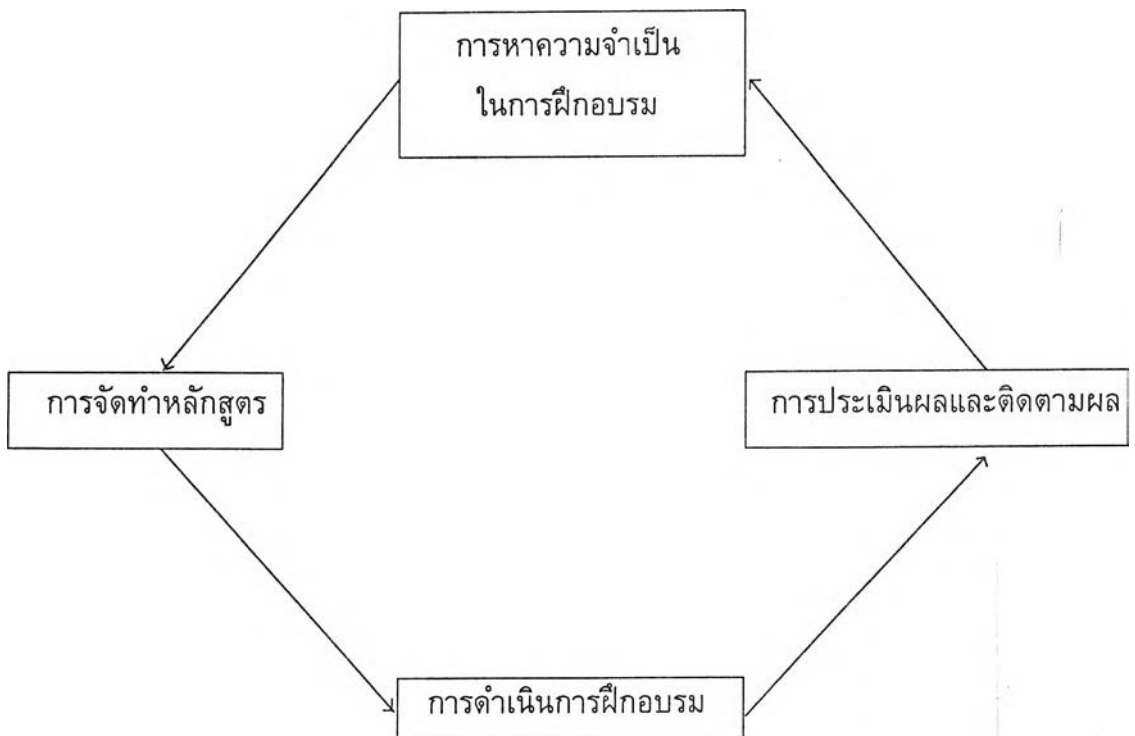 การหาความจำเป็น
ในการฝึกอบรม
การจัดทำหลักสูตร
การประเมินผลและติดตามผล
การดำเนินการฝึกอบรม